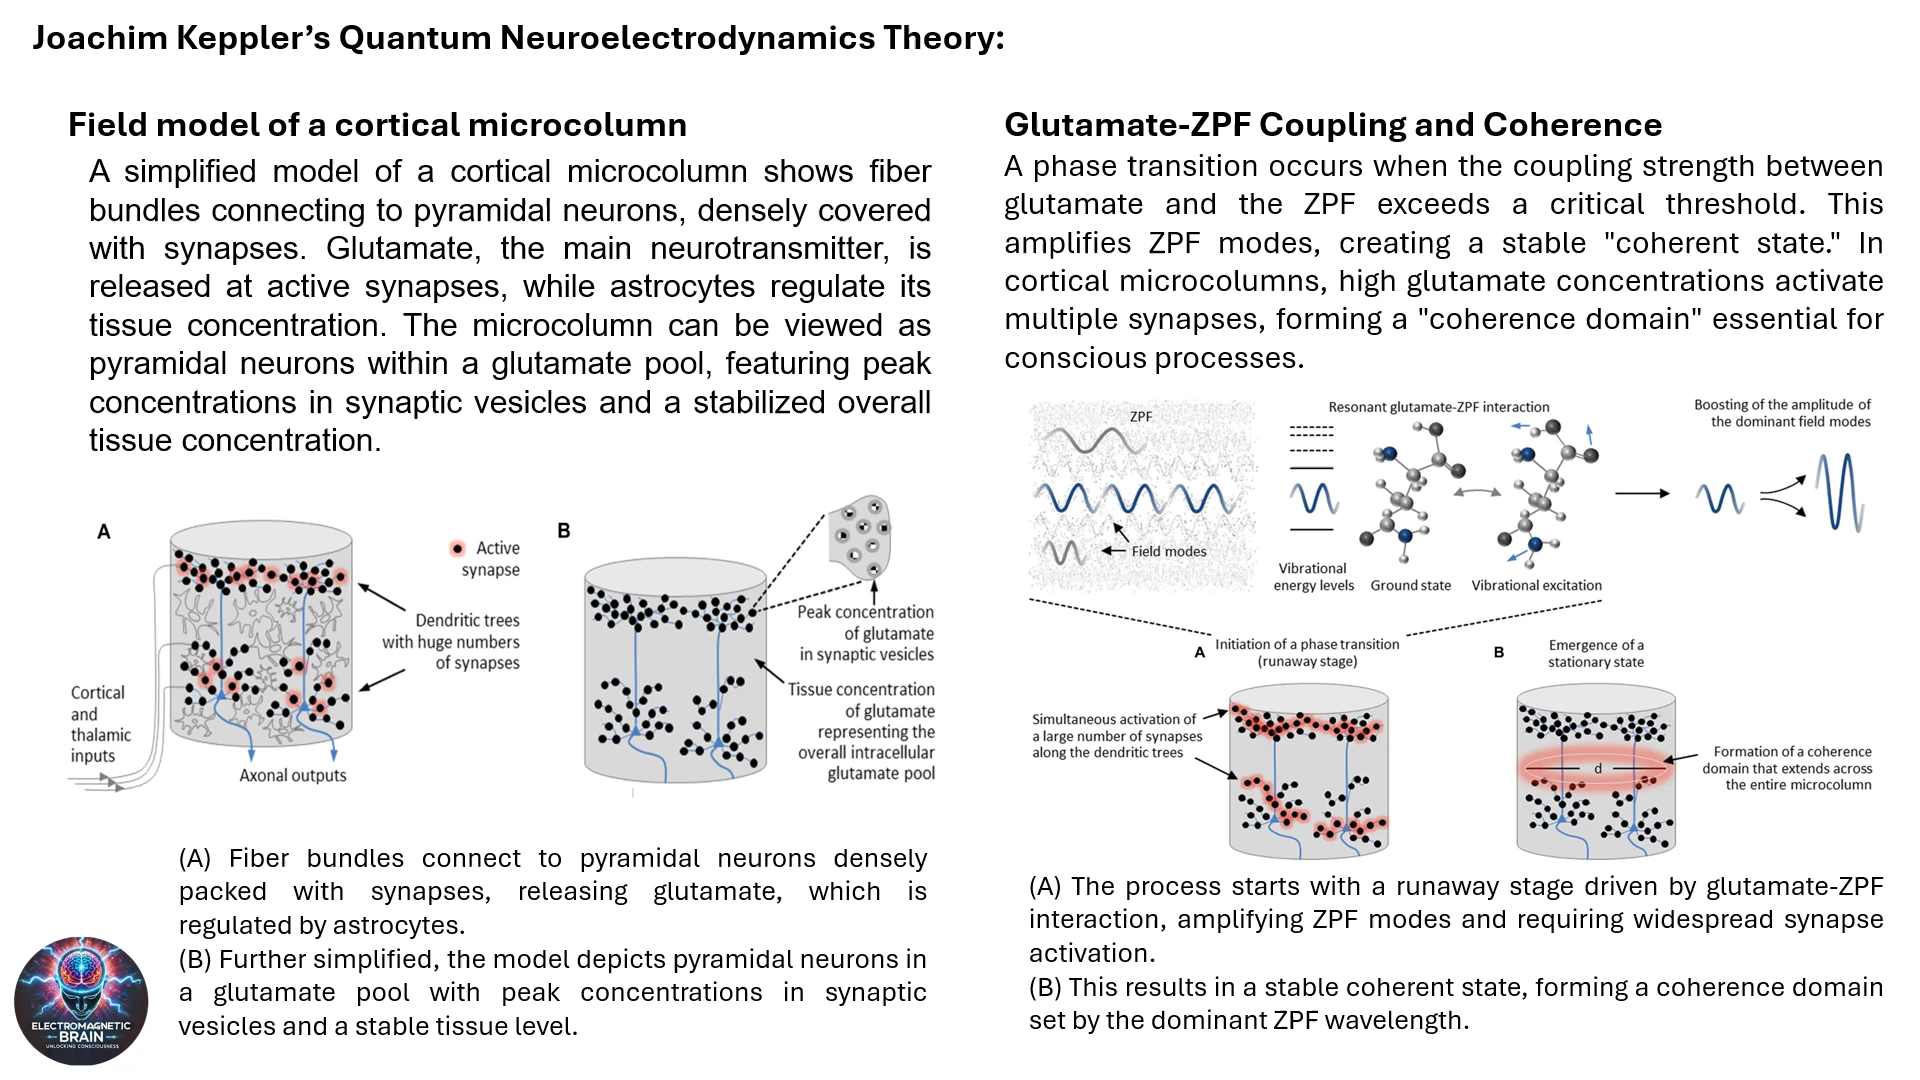 Joachim Keppler’s Quantum Neuroelectrodynamics Theory:
Field model of a cortical microcolumn
A simplified model of a cortical microcolumn shows fiber
bundles connecting to pyramidal neurons, densely covered
with synapses. Glutamate, the main neurotransmitter, is
released at active synapses, while astrocytes regulate its
tissue concentration. The microcolumn can be viewed as
pyramidal neurons within a glutamate pool, featuring peak
concentrations in synaptic vesicles and a stabilized overall
tissue concentration.
A
Active
synapse
Dendritic trees
with huge numbers
of synapses
Cortical
and
thalamic
inputs
Axonal outputs
B
Peak concentration
of glutamate
in synaptic vesicles
Tissue concentration
of glutamate
representing the
overall intracellular
glutamate pool
(A) Fiber bundles connect to pyramidal neurons densely
packed with synapses, releasing glutamate, which is
regulated by astrocytes.
(B) Further simplified, the model depicts pyramidal neurons in
a glutamate pool with peak concentrations in synaptic
vesicles and a stable tissue level.
ELECTROMAGNETIC
BRAIN
UNLOCKING CONSCIOUSNESS
Glutamate-ZPF Coupling and Coherence
A phase transition occurs when the coupling strength between
glutamate and the ZPF exceeds a critical threshold. This
amplifies ZPF modes, creating a stable "coherent state." In
cortical microcolumns, high glutamate concentrations activate
multiple synapses, forming a "coherence domain" essential for
conscious processes.
ZPF
Field modes
Resonant glutamate-ZPF interaction
Vibrational
energy levels
Ground state
Vibrational excitation
Boosting of the amplitude of
the dominant field modes
A
Initiation of a phase transition
(runaway stage)
Simultaneous activation of
a large number of synapses
along the dendritic trees
B
Emergence of a
stationary state
d
Formation of a coherence
domain that extends across
the entire microcolumn
(A) The process starts with a runaway stage driven by glutamate-ZPF
interaction, amplifying ZPF modes and requiring widespread synapse
activation.
(B) This results in a stable coherent state, forming a coherence domain
set by the dominant ZPF wavelength.